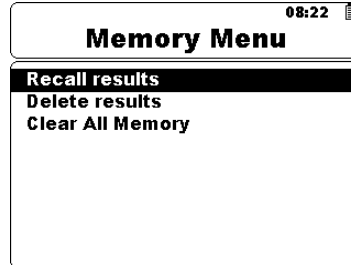 08:22
Memory Menu
Recall results
Delete results
Clear All Memory